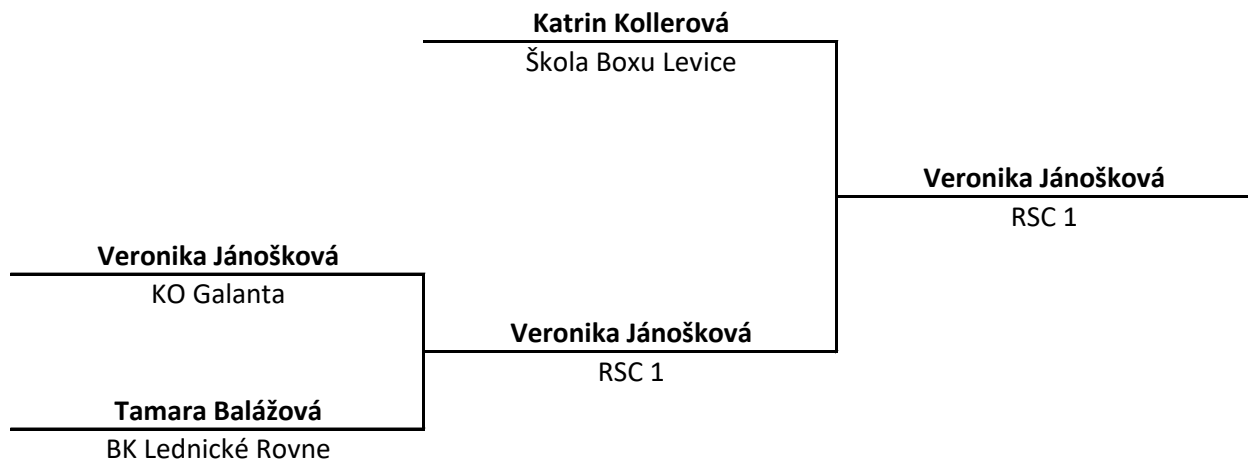 Katrin Kollerová
Škola Boxu Levice
Veronika Jánošková
RSC 1
Veronika Jánošková
KO Galanta
Veronika Jánošková
RSC 1
Tamara Balážová
BK Lednické Rovne